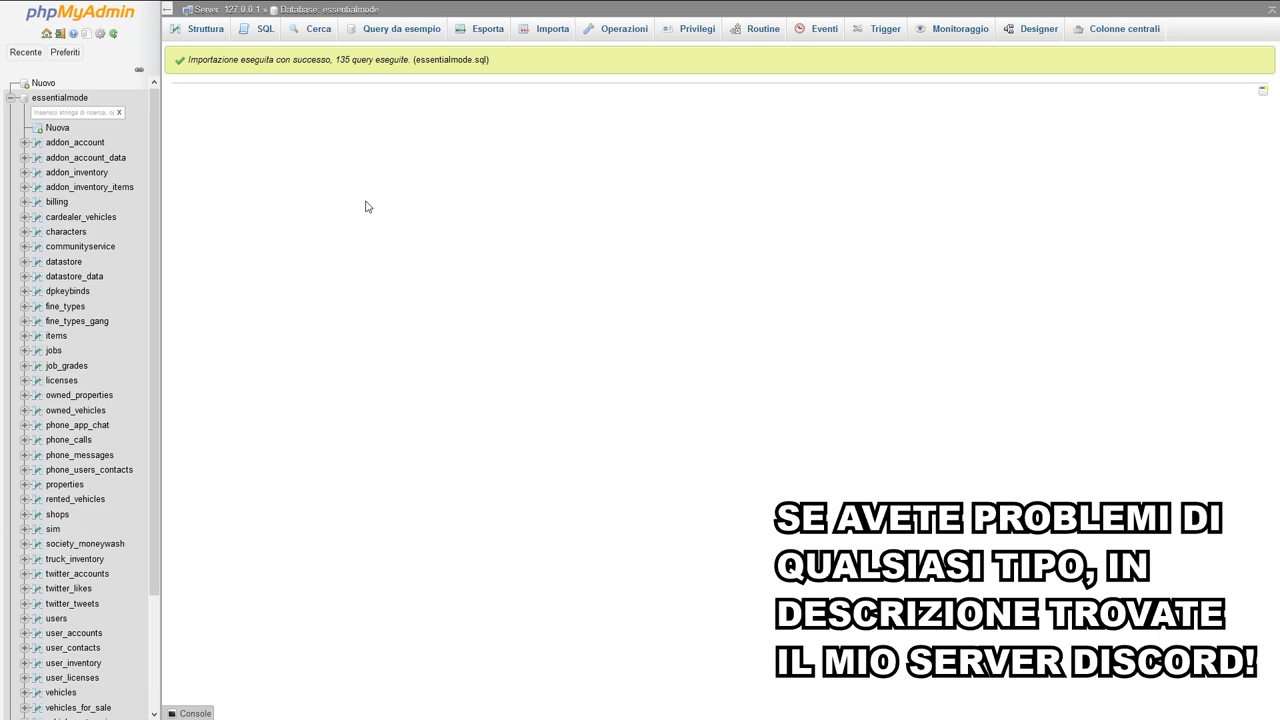 phpMyAdmin
Recente Preferiti
Nuovo
essentialmode
Nuova
addon_account
addon_account_data
addon_inventory
addon_inventory_items
billing
cardealer_vehicles
characters
communityservice
datastore
datastore_data
dpkeybinds
fine_types
fine_types_gang
items
jobs
job_grades
licenses
owned_properties
owned_vehicles
phone_app_chat
phone_calls
phone_messages
phone_users_contacts
properties
rented_vehicles
shops
sim
society_moneywash
truck_inventory
twitter_accounts
twitter_likes
twitter_tweets
users
user_accounts
user_contacts
user_inventory
user_licenses
vehicles
vehicles_for_sale
Server: 127.0.0.1 » Database: essentialmode
Struttura SQL Cerca Query da esempio Esporta Importa Operazioni Privilegi Routine Eventi Trigger Monitoraggio Designer Colonne centrali
Importazione eseguita con successo, 135 query eseguite. (essentialmode.sql)
SE AVETE PROBLEMI DI
QUALSIASI TIPO, IN
DESCRIZIONE TROVATE
IL MIO SERVER DISCORD!
Console